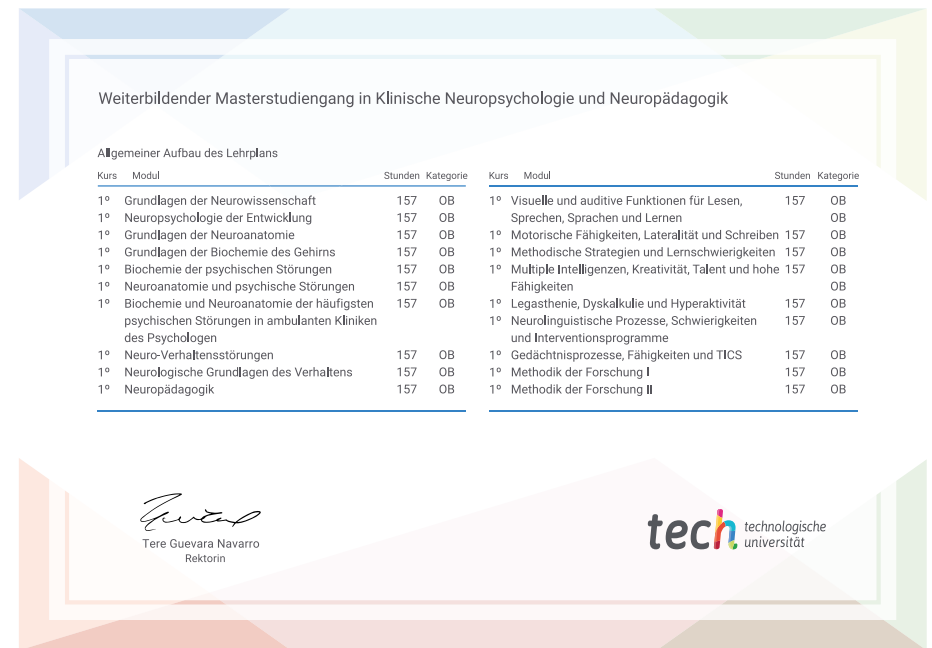 Weiterbildender Masterstudiengang in Klinische Neuropsychologie und Neuropädagogik
Allgemeiner Aufbau des Lehrplans
Kurs Modul Stunden Kategorie
1º Grundlagen der Neurowissenschaft 157 OB
1º Neuropsychologie der Entwicklung 157 OB
1º Grundlagen der Neuroanatomie 157 OB
1º Grundlagen der Biochemie des Gehirns 157 OB
1º Biochemie der psychischen Störungen 157 OB
1º Neuroanatomie und psychische Störungen 157 OB
1º Biochemie und Neuroanatomie der häufigsten 157 OB
psychischen Störungen in ambulanten Kliniken
des Psychologen
1º Neuro-Verhaltensstörungen 157 OB
1º Neurologische Grundlagen des Verhaltens 157 OB
1º Neuropädagogik 157 OB
Kurs Modul Stunden Kategorie
1º Visuelle und auditive Funktionen für Lesen, 157 OB
Sprechen, Sprachen und Lernen OB
1º Motorische Fähigkeiten, Lateralität und Schreiben 157 OB
1º Methodische Strategien und Lernschwierigkeiten 157 OB
1º Multiple Intelligenzen, Kreativität, Talent und hohe 157 OB
Fähigkeiten OB
1º Legasthenie, Dyskalkulie und Hyperaktivität 157 OB
1º Neurolinguistische Prozesse, Schwierigkeiten 157 OB
und Interventionsprogramme
1º Gedächtnisprozesse, Fähigkeiten und TICS 157 OB
1º Methodik der Forschung I 157 OB
1º Methodik der Forschung II 157 OB
Tere Guevara Navarro
Rektorin
tech technologische
universität